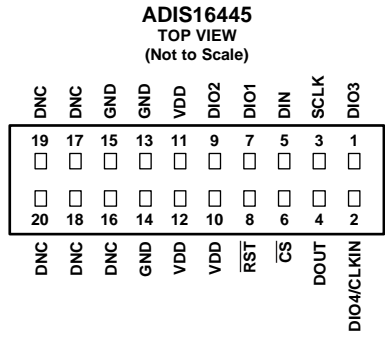 ADIS16445
TOP VIEW
(Not to Scale)
DNC DNC GND GND VDD DIO2 DIO1 DIN SCLK DIO3
19 17 15 13 11 9 7 5 3 1
20 18 16 14 12 10 8 6 4 2
DNC DNC DNC GND VDD VDD RST CS DOUT DIO4/CLKIN